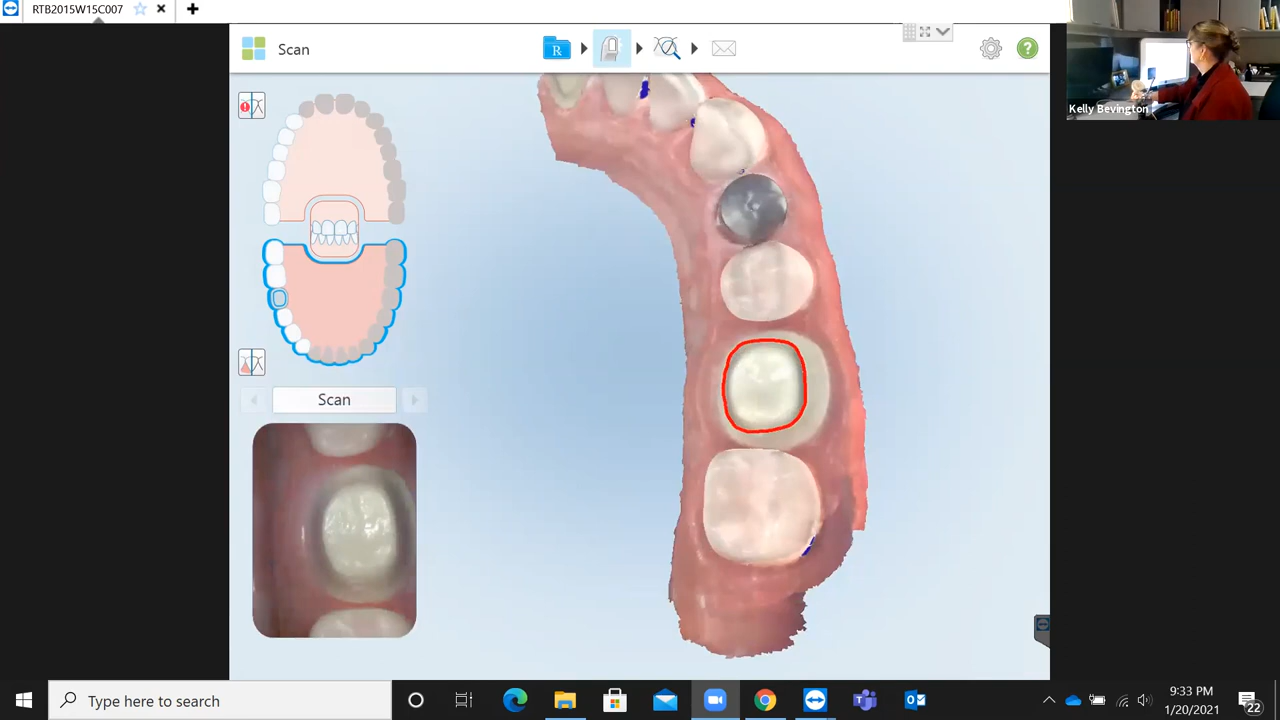 RTB2015W15C007
Scan
R
?
Kelly Bevington
Scan
Type here to search
9:33 PM
1/20/2021
22